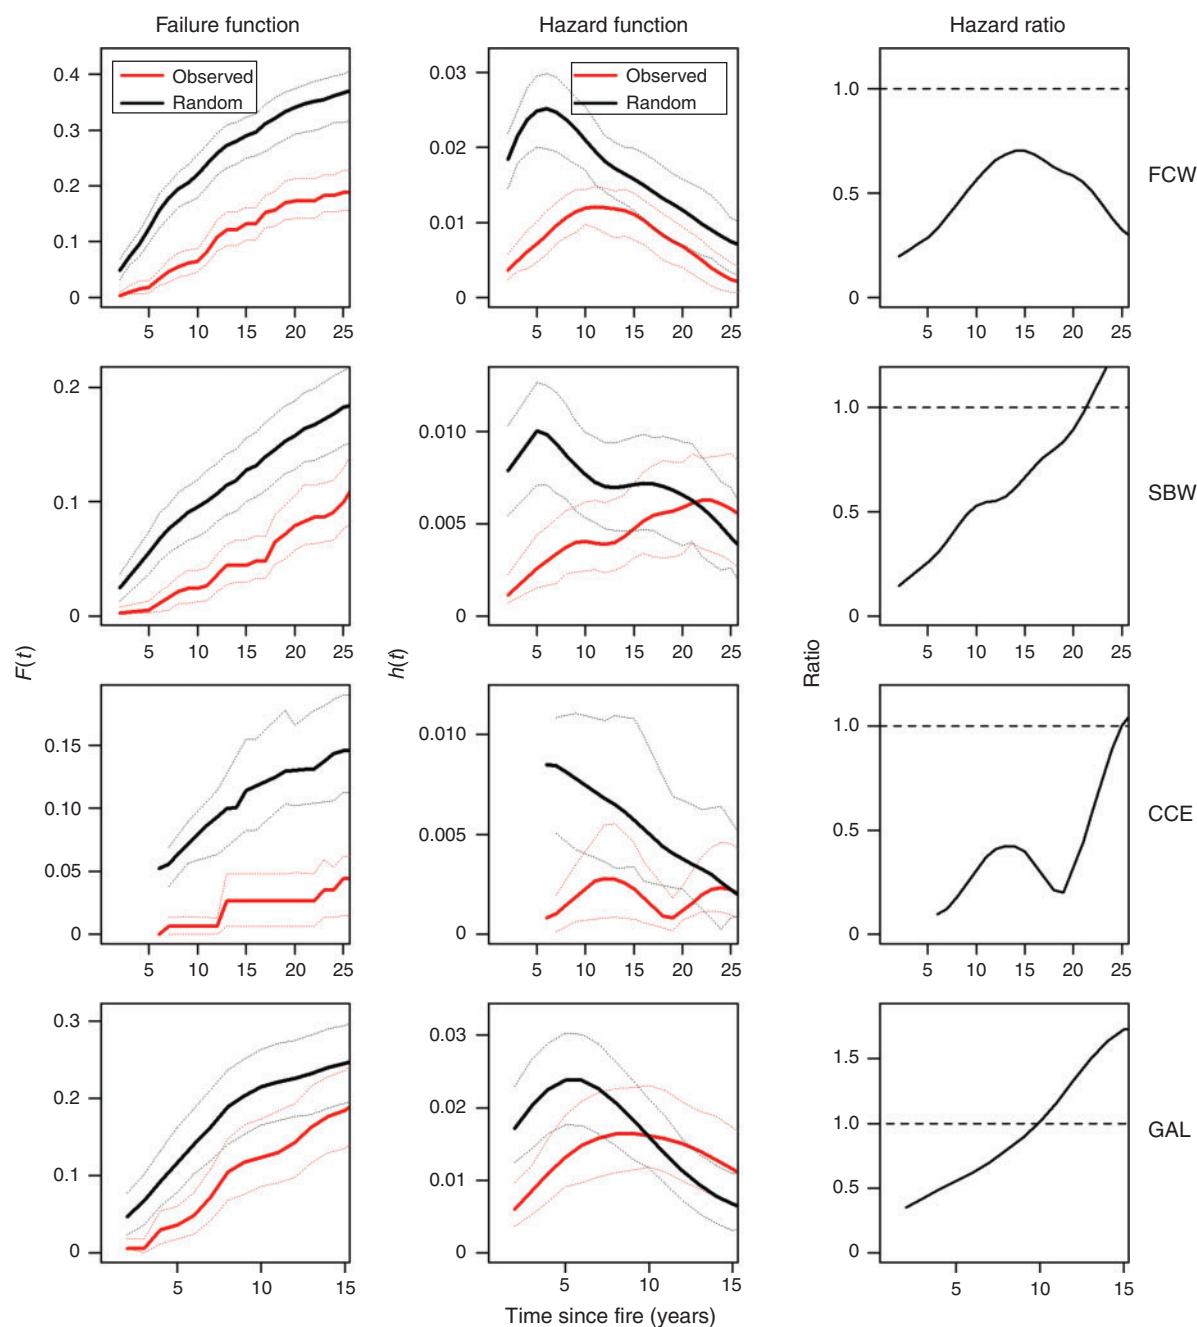 Failure function
Hazard function
Hazard ratio
Observed
Random
0.4
0.3
0.2
0.1
0
5 10 15 20 25
Observed
Random
0.03
0.02
0.01
0
5 10 15 20 25
1.0
0.5
0
5 10 15 20 25
FCW
0.2
0.1
0
5 10 15 20 25
0.010
0.005
0
5 10 15 20 25
1.0
0.5
0
5 10 15 20 25
SBW
F(t)
h(t)
Ratio
0.15
0.10
0.05
0
5 10 15 20 25
0.010
0.005
0
5 10 15 20 25
1.0
0.5
0
5 10 15 20 25
CCE
0.3
0.2
0.1
0
5 10 15
0.03
0.02
0.01
0
5 10 15
1.5
1.0
0.5
0
5 10 15
GAL
Time since fire (years)